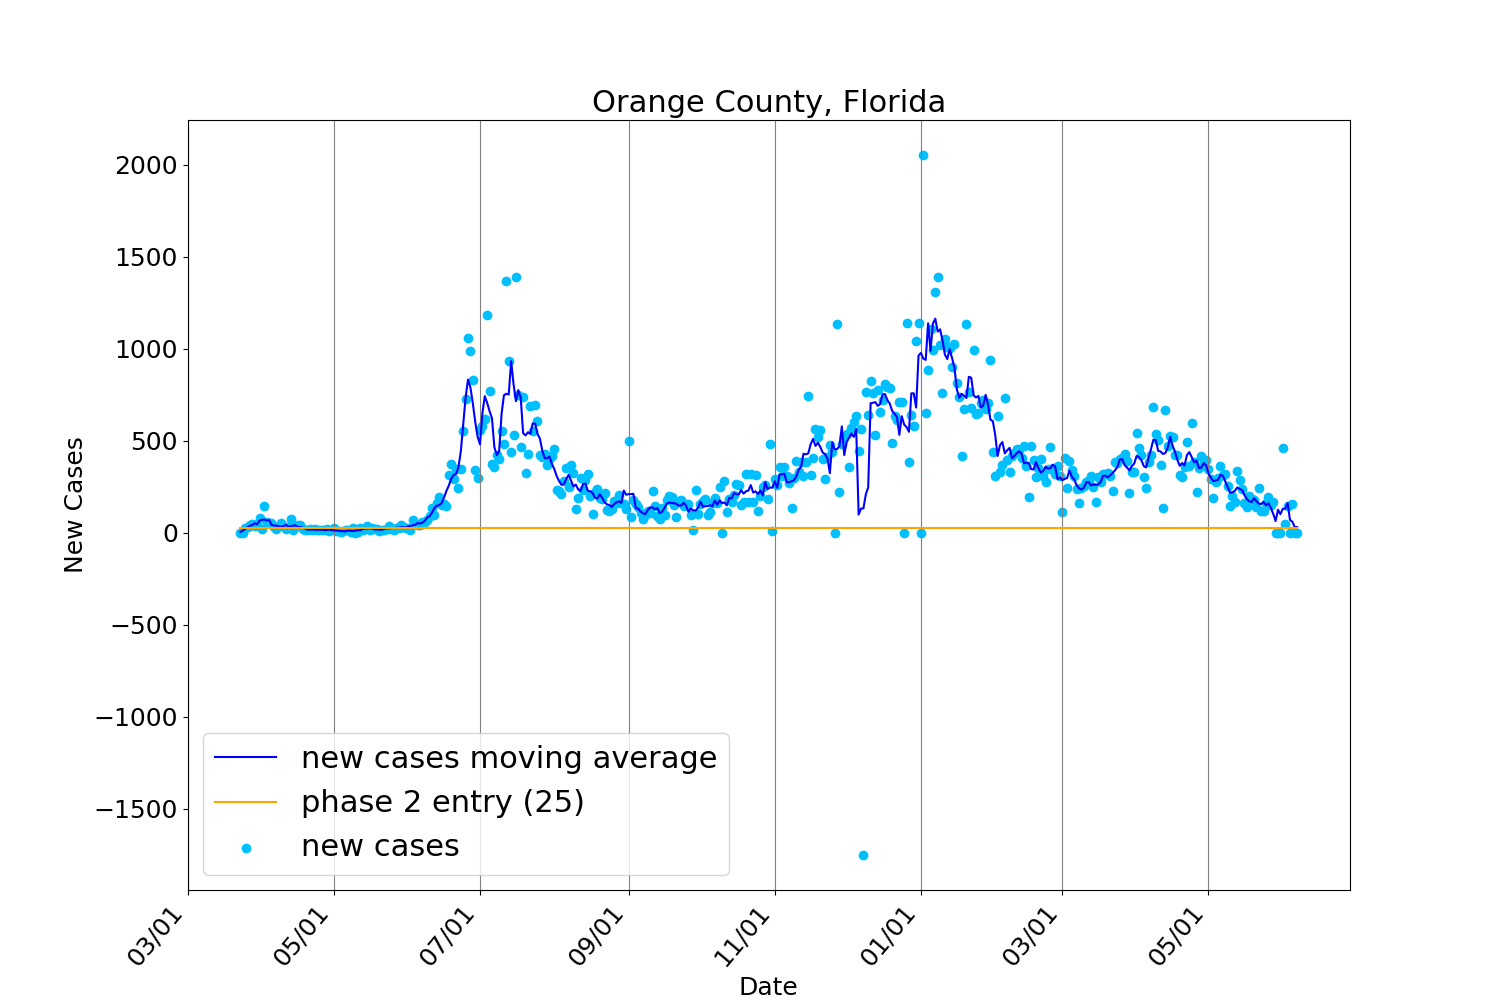 Orange County, Florida
2000
1500
1000
500
0
−500
−1000
−1500
New Cases
new cases moving average
phase 2 entry (25)
new cases
03/01
05/01
07/01
09/01
11/01
01/01
03/01
05/01
Date